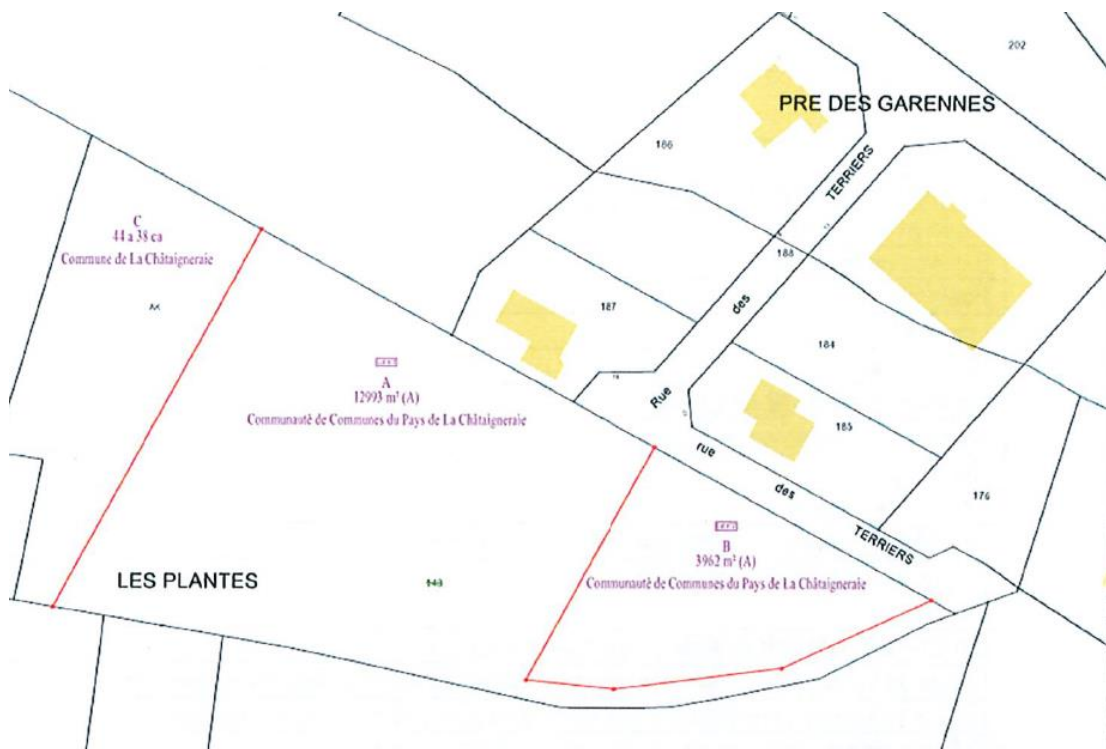 202
PRE DES GARENNES
186
TERRIERS
188
C
44 a 38 ca
Commune de La Châtaigneraie
187
des
184
A
12993 m² (A)
Communauté de Communes du Pays de La Châtaigneraie
Rue
185
rue
des
176
TERRIERS
B
3962 m² (A)
Communauté de Communes du Pays de La Châtaigneraie
LES PLANTES